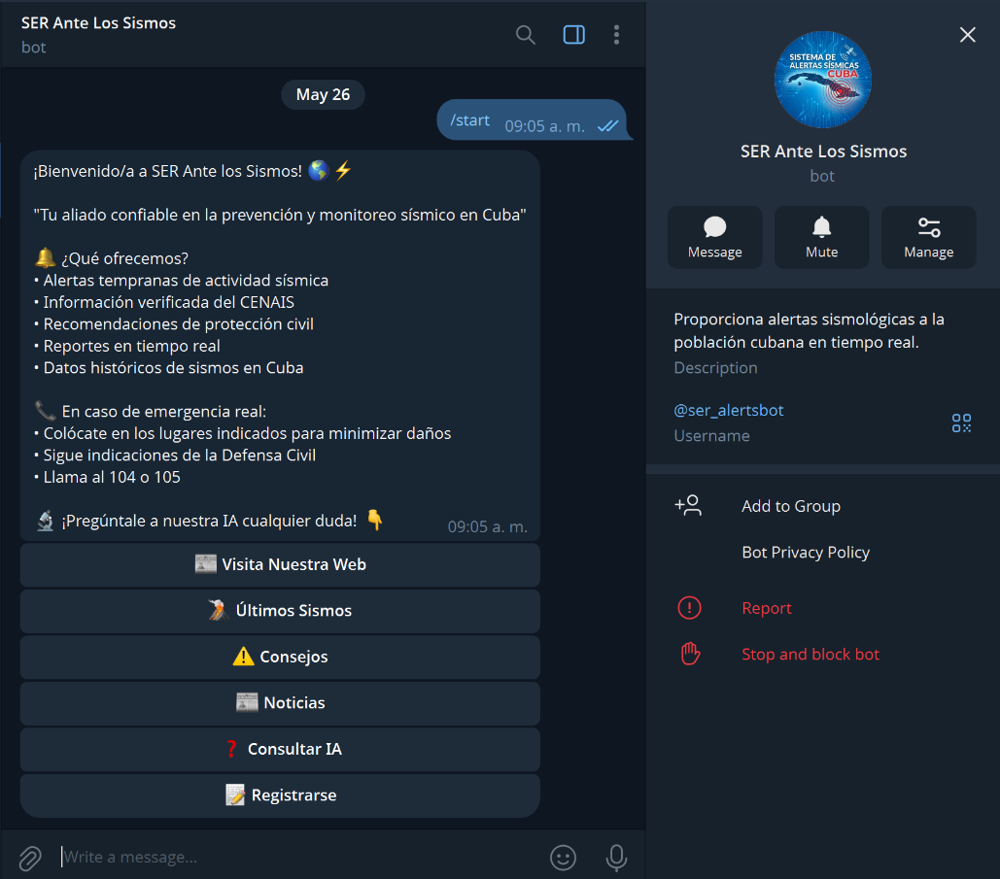 SER Ante Los Sismos
bot
May 26
/start 09:05 a. m.
¡Bienvenido/a a SER Ante los Sismos! 🌎⚡
"Tu aliado confiable en la prevención y monitoreo sísmico en Cuba"
🔔 ¿Qué ofrecemos?
• Alertas tempranas de actividad sísmica
• Información verificada del CENAIS
• Recomendaciones de protección civil
• Reportes en tiempo real
• Datos históricos de sismos en Cuba
📞 En caso de emergencia real:
• Colócate en los lugares indicados para minimizar daños
• Sigue indicaciones de la Defensa Civil
• Llama al 104 o 105
🔬 ¡Pregúntale a nuestra IA cualquier duda! 👇
09:05 a. m.
📰 Visita Nuestra Web
🌋 Últimos Sismos
⚠️ Consejos
📰 Noticias
❓ Consultar IA
📝 Registrarse
Write a message...
SISTEMA DE
ALERTAS SÍSMICAS
CUBA
SER Ante Los Sismos
bot
Message
Mute
Manage
Proporciona alertas sismológicas a la
población cubana en tiempo real.
Description
@ser_alertsbot
Username
Add to Group
Bot Privacy Policy
Report
Stop and block bot